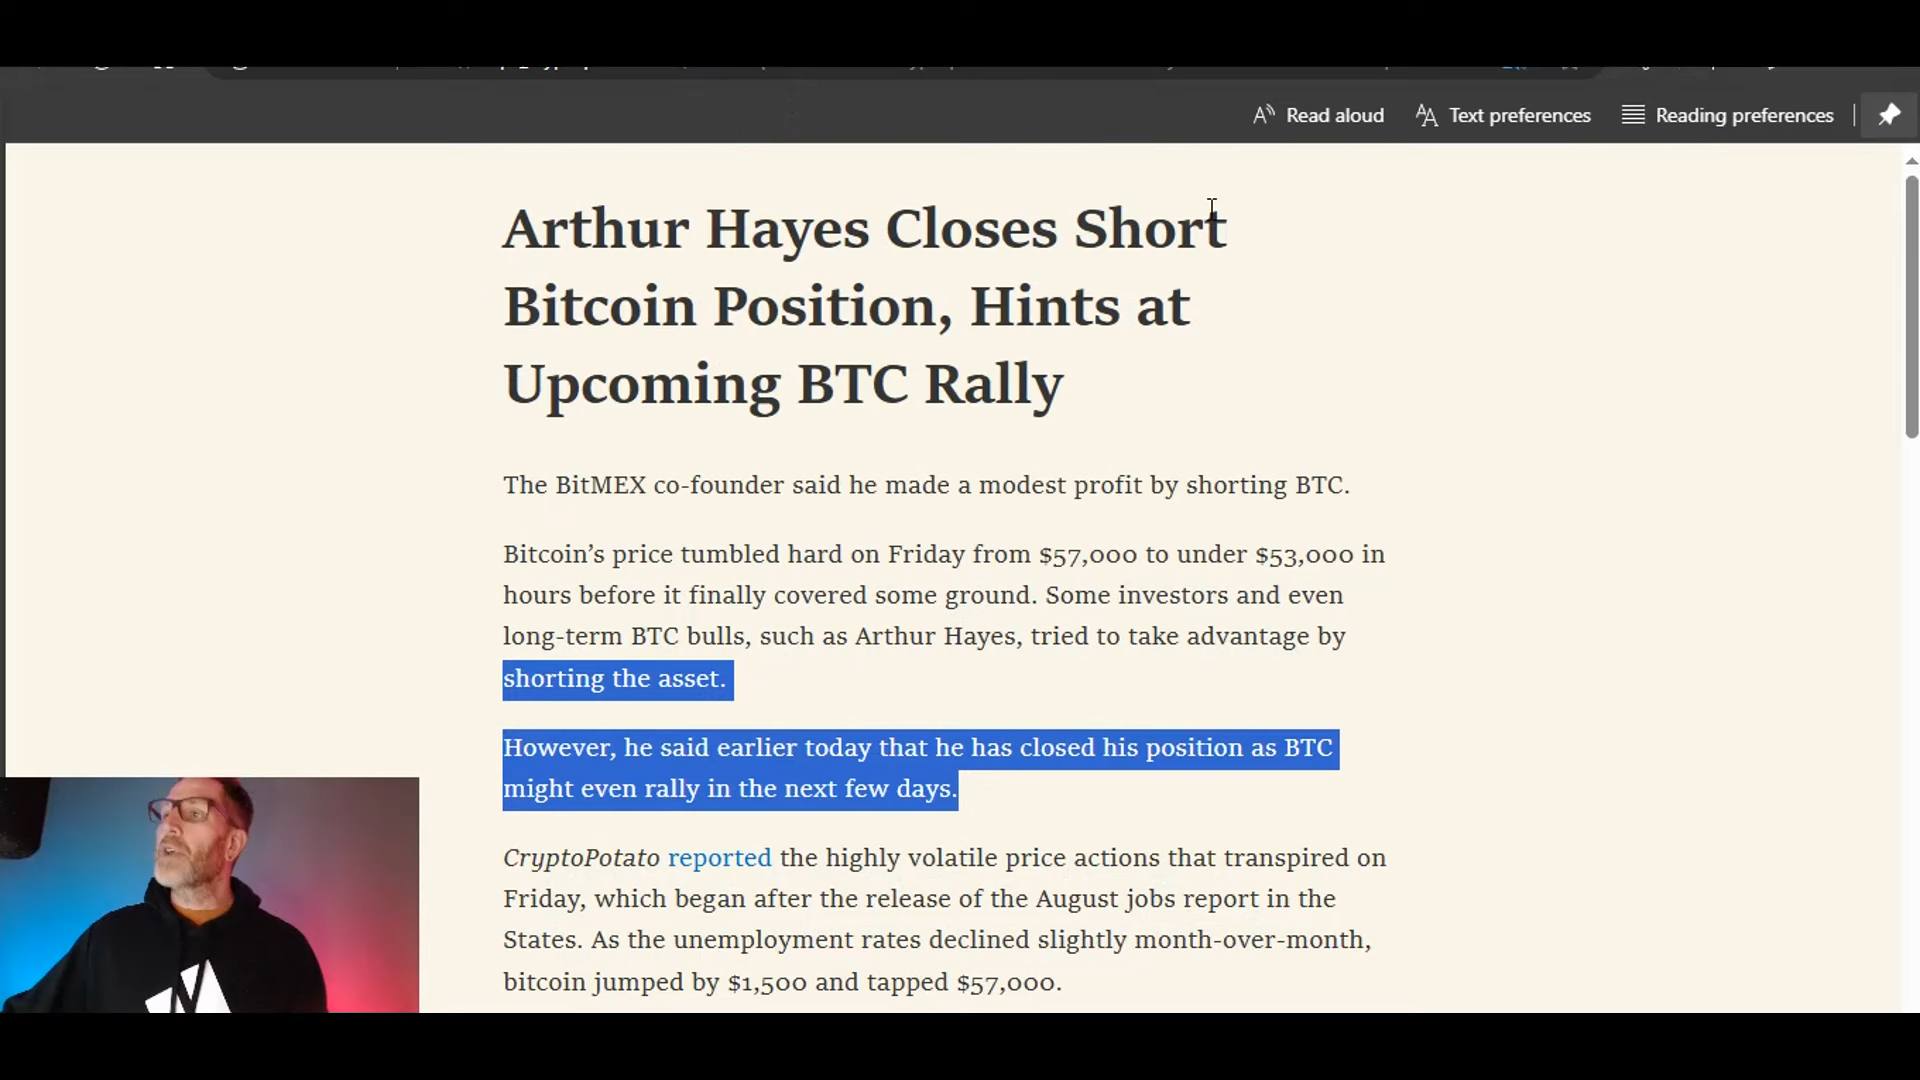 Read aloud
Text preferences
Reading preferences
Arthur Hayes Closes Short
Bitcoin Position, Hints at
Upcoming BTC Rally
The BitMEX co-founder said he made a modest profit by shorting BTC.
Bitcoin’s price tumbled hard on Friday from $57,000 to under $53,000 in
hours before it finally covered some ground. Some investors and even
long-term BTC bulls, such as Arthur Hayes, tried to take advantage by
shorting the asset.
However, he said earlier today that he has closed his position as BTC
might even rally in the next few days.
CryptoPotato reported the highly volatile price actions that transpired on
Friday, which began after the release of the August jobs report in the
States. As the unemployment rates declined slightly month-over-month,
bitcoin jumped by $1,500 and tapped $57,000.